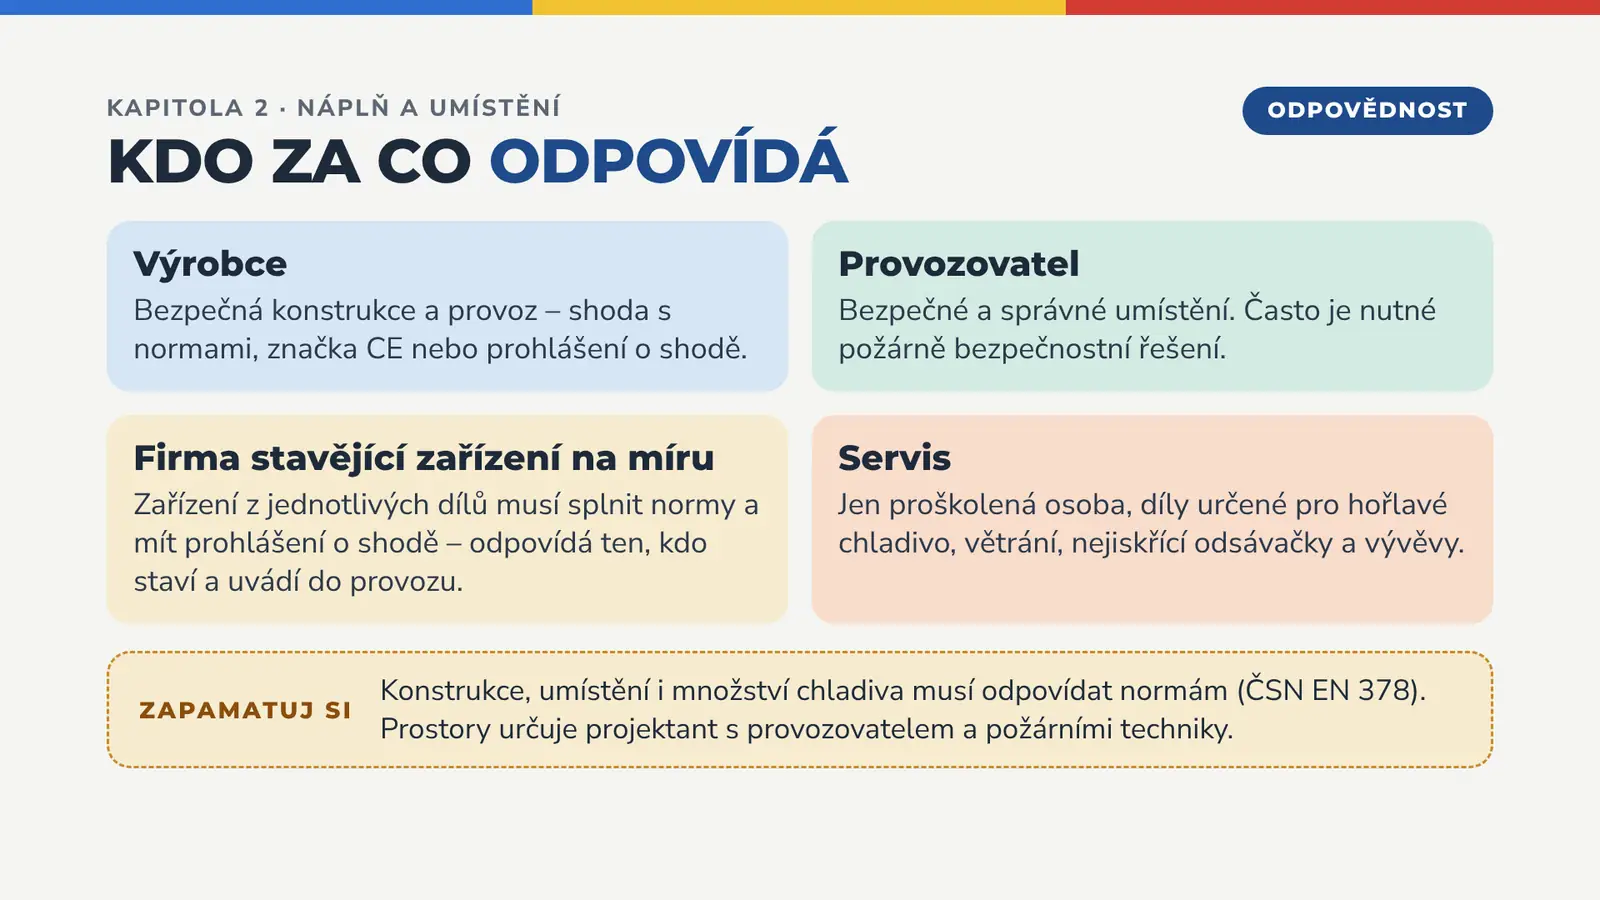 KAPITOLA 2 · NÁPLŇ A UMÍSTĚNÍ
ODPOVĚDNOST
KDO ZA CO ODPOVÍDÁ
Výrobce
Bezpečná konstrukce a provoz – shoda s
normami, značka CE nebo prohlášení o shodě.
Provozovatel
Bezpečné a správné umístění. Často je nutné
požárně bezpečnostní řešení.
Firma stavějící zařízení na míru
Zařízení z jednotlivých dílů musí splnit normy a
mít prohlášení o shodě – odpovídá ten, kdo
staví a uvádí do provozu.
Servis
Jen proškolená osoba, díly určené pro hořlavé
chladivo, větrání, nejiskřící odsávačky a vývěvy.
ZAPAMATUJ SI
Konstrukce, umístění i množství chladiva musí odpovídat normám (ČSN EN 378).
Prostory určuje projektant s provozovatelem a požárními techniky.